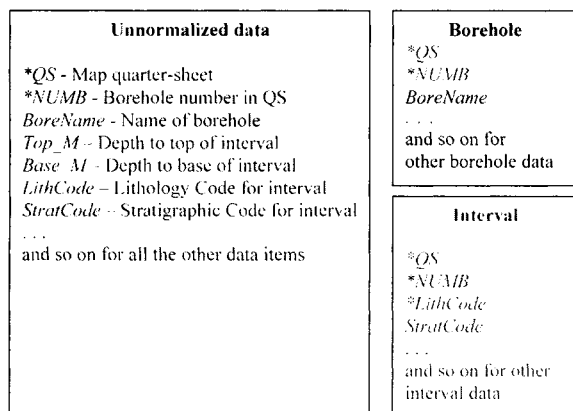 Unnormalized data
*QS - Map quarter-sheet
*NUMB - Borehole number in QS
BoreName - Name of borehole
Top_M – Depth to top of interval
Base_M – Depth to base of interval
LithCode – Lithology Code for interval
StratCode – Stratigraphic Code for interval
. . .
and so on for all the other data items
Borehole
*QS
*NUMB
BoreName
. . .
and so on for
other borehole data
Interval
*QS
*NUMB
*LithCode
StratCode
. . .
and so on for other
interval data